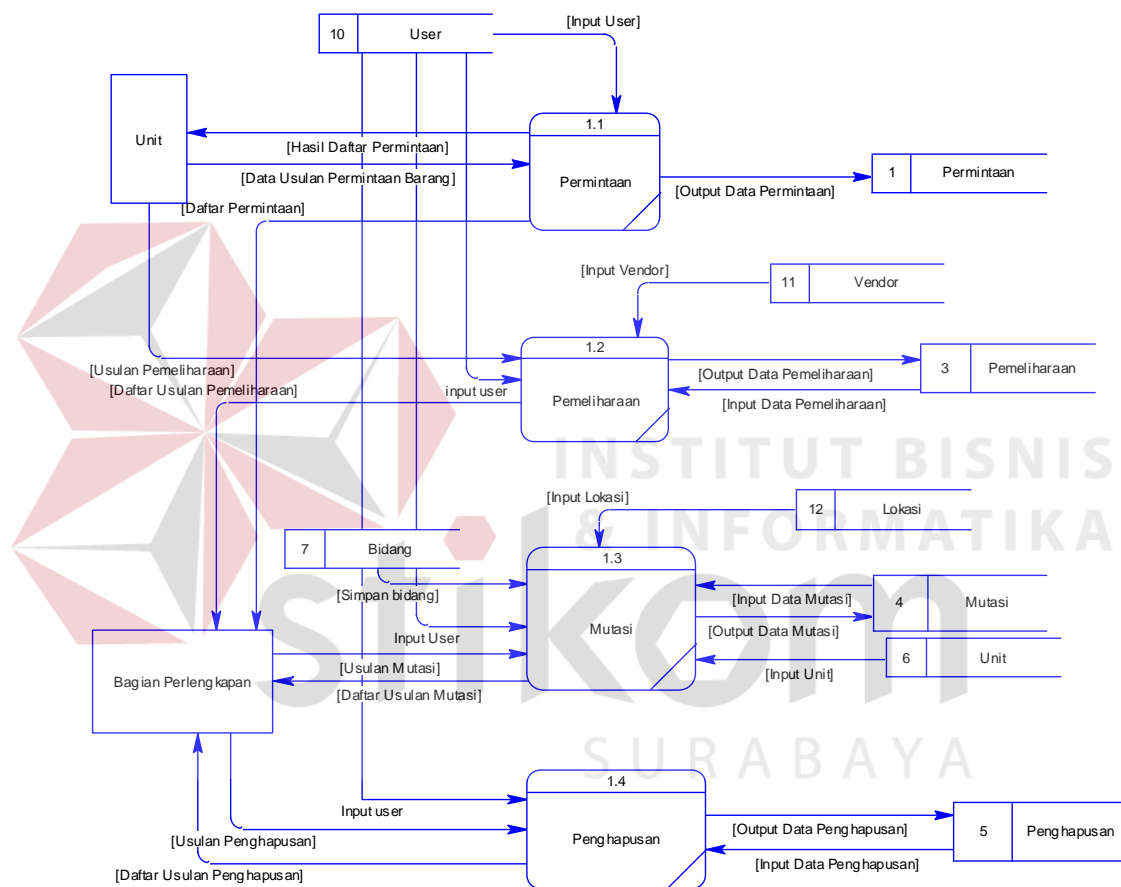 [Input User]
10 User
1.1
Unit
[Hasil Daftar Permintaan]
[Data Usulan Permintaan Barang]
Permintaan
1 Permintaan
[Output Data Permintaan]
[Daftar Permintaan]
[Input Vendor]
11 Vendor
1.2
[Usulan Pemeliharaan]
[Daftar Usulan Pemeliharaan]
input user
Pemeliharaan
[Output Data Pemeliharaan]
3 Pemeliharaan
[Input Data Pemeliharaan]
INSTITUT BISNIS
& INFORMATIKA
[Input Lokasi]
12 Lokasi
7 Bidang
1.3
[Simpan bidang]
[Input Data Mutasi]
4 Mutasi
Mutasi
[Output Data Mutasi]
Input User
6 Unit
[Usulan Mutasi]
[Input Unit]
Bagian Perlengkapan
[Daftar Usulan Mutasi]
stikom
SURABAYA
1.4
Input user
[Usulan Penghapusan]
Penghapusan
[Output Data Penghapusan]
5 Penghapusan
[Input Data Penghapusan]
[Daftar Usulan Penghapusan]